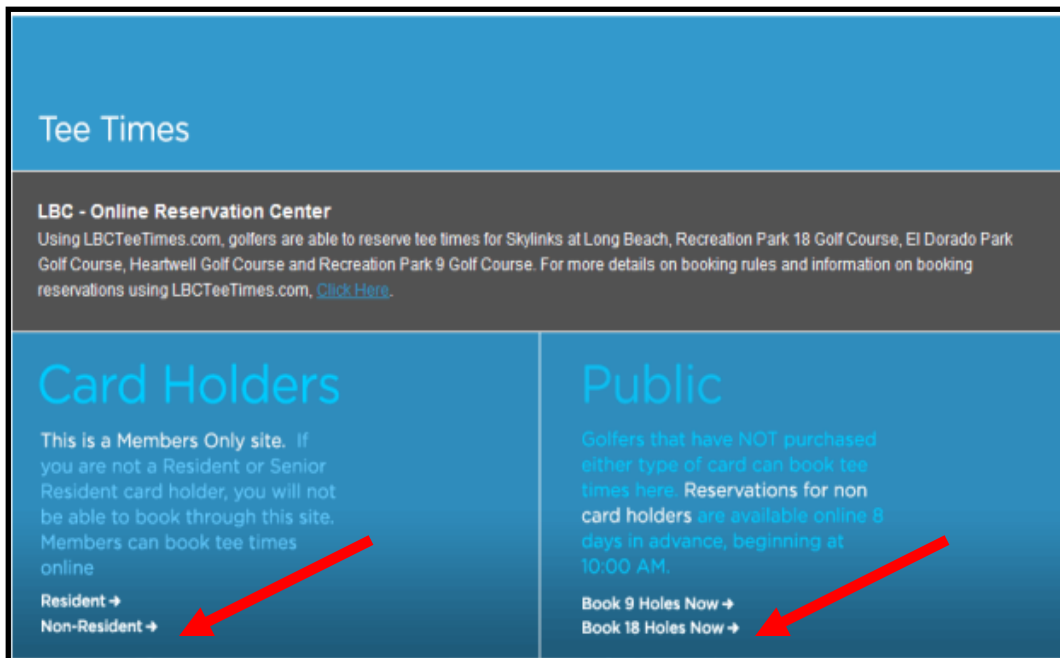 Tee Times
LBC - Online Reservation Center
Using LBCTeeTimes.com, golfers are able to reserve tee times for Skylinks at Long Beach, Recreation Park 18 Golf Course, El Dorado Park
Golf Course, Heartwell Golf Course and Recreation Park 9 Golf Course. For more details on booking rules and information on booking
reservations using LBCTeeTimes.com, Click Here.
Card Holders
This is a Members Only site. If
you are not a Resident or Senior
Resident card holder, you will not
be able to book through this site.
Members can book tee times
online
Resident →
Non-Resident →
Public
Golfers that have NOT purchased
either type of card can book tee
times here. Reservations for non
card holders are available online 8
days in advance, beginning at
10:00 AM.
Book 9 Holes Now →
Book 18 Holes Now →